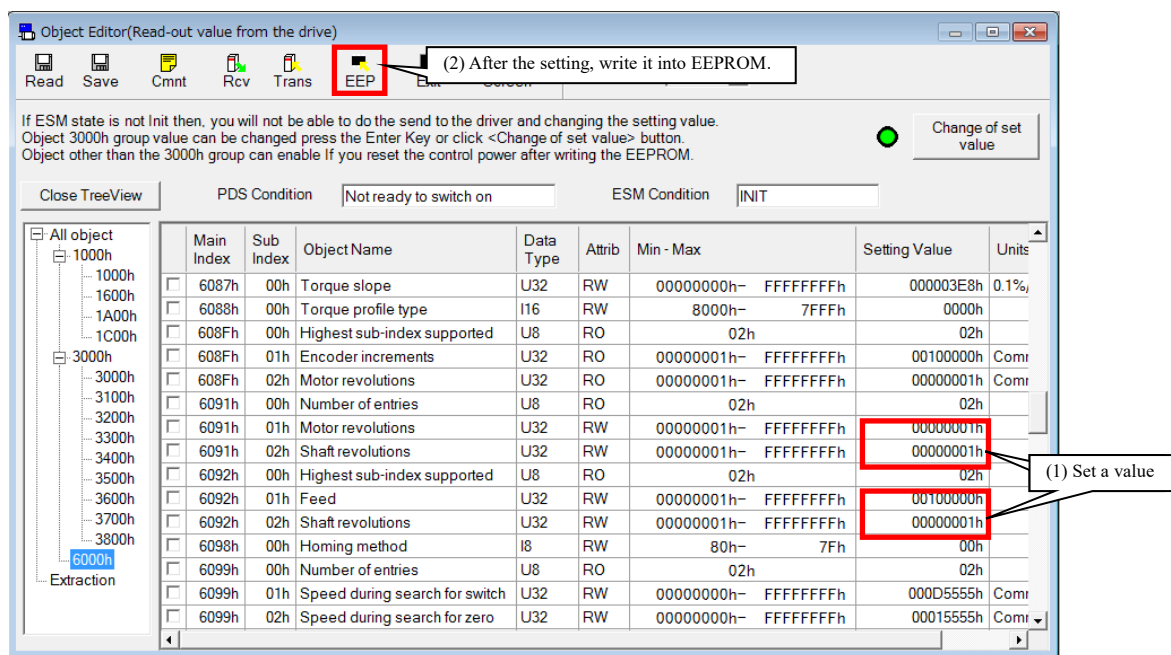 Object Editor(Read-out value from the drive)
(2) After the setting, write it into EEPROM.
Read Save Cmnt Rcv Trans EEP
If ESM state is not Init then, you will not be able to do the send to the driver and changing the setting value.
Object 3000h group value can be changed press the Enter Key or click <Change of set value> button.
Object other than the 3000h group can enable If you reset the control power after writing the EEPROM.
Change of set
value
Close TreeView PDS Condition Not ready to switch on ESM Condition INIT
All object
1000h
1000h
1600h
1A00h
1C00h
3000h
3000h
3100h
3200h
3300h
3400h
3500h
3600h
3700h
3800h
6000h
Extraction
Main Index Sub Index Object Name Data Type Attrib Min - Max Setting Value Units
6087h 00h Torque slope U32 RW 00000000h- FFFFFFFFh 000003E8h 0.1%/
6088h 00h Torque profile type I16 RW 8000h- 7FFFh 0000h
608Fh 00h Highest sub-index supported U8 RO 02h 02h
608Fh 01h Encoder increments U32 RO 00000001h- FFFFFFFFh 00100000h Comr
608Fh 02h Motor revolutions U32 RO 00000001h- FFFFFFFFh 00000001h Comr
6091h 00h Number of entries U8 RO 02h 02h
6091h 01h Motor revolutions U32 RW 00000001h- FFFFFFFFh 00000001h
6091h 02h Shaft revolutions U32 RW 00000001h- FFFFFFFFh 00000001h
6092h 00h Highest sub-index supported U8 RO 02h 02h
6092h 01h Feed U32 RW 00000001h- FFFFFFFFh 00100000h
6092h 02h Shaft revolutions U32 RW 00000001h- FFFFFFFFh 00000001h
6098h 00h Homing method I8 RW 80h- 7Fh 00h
6099h 00h Number of entries U8 RO 02h 02h
6099h 01h Speed during search for switch U32 RW 00000000h- FFFFFFFFh 000D5555h Comr
6099h 02h Speed during search for zero U32 RW 00000000h- FFFFFFFFh 00015555h Comr
(1) Set a value